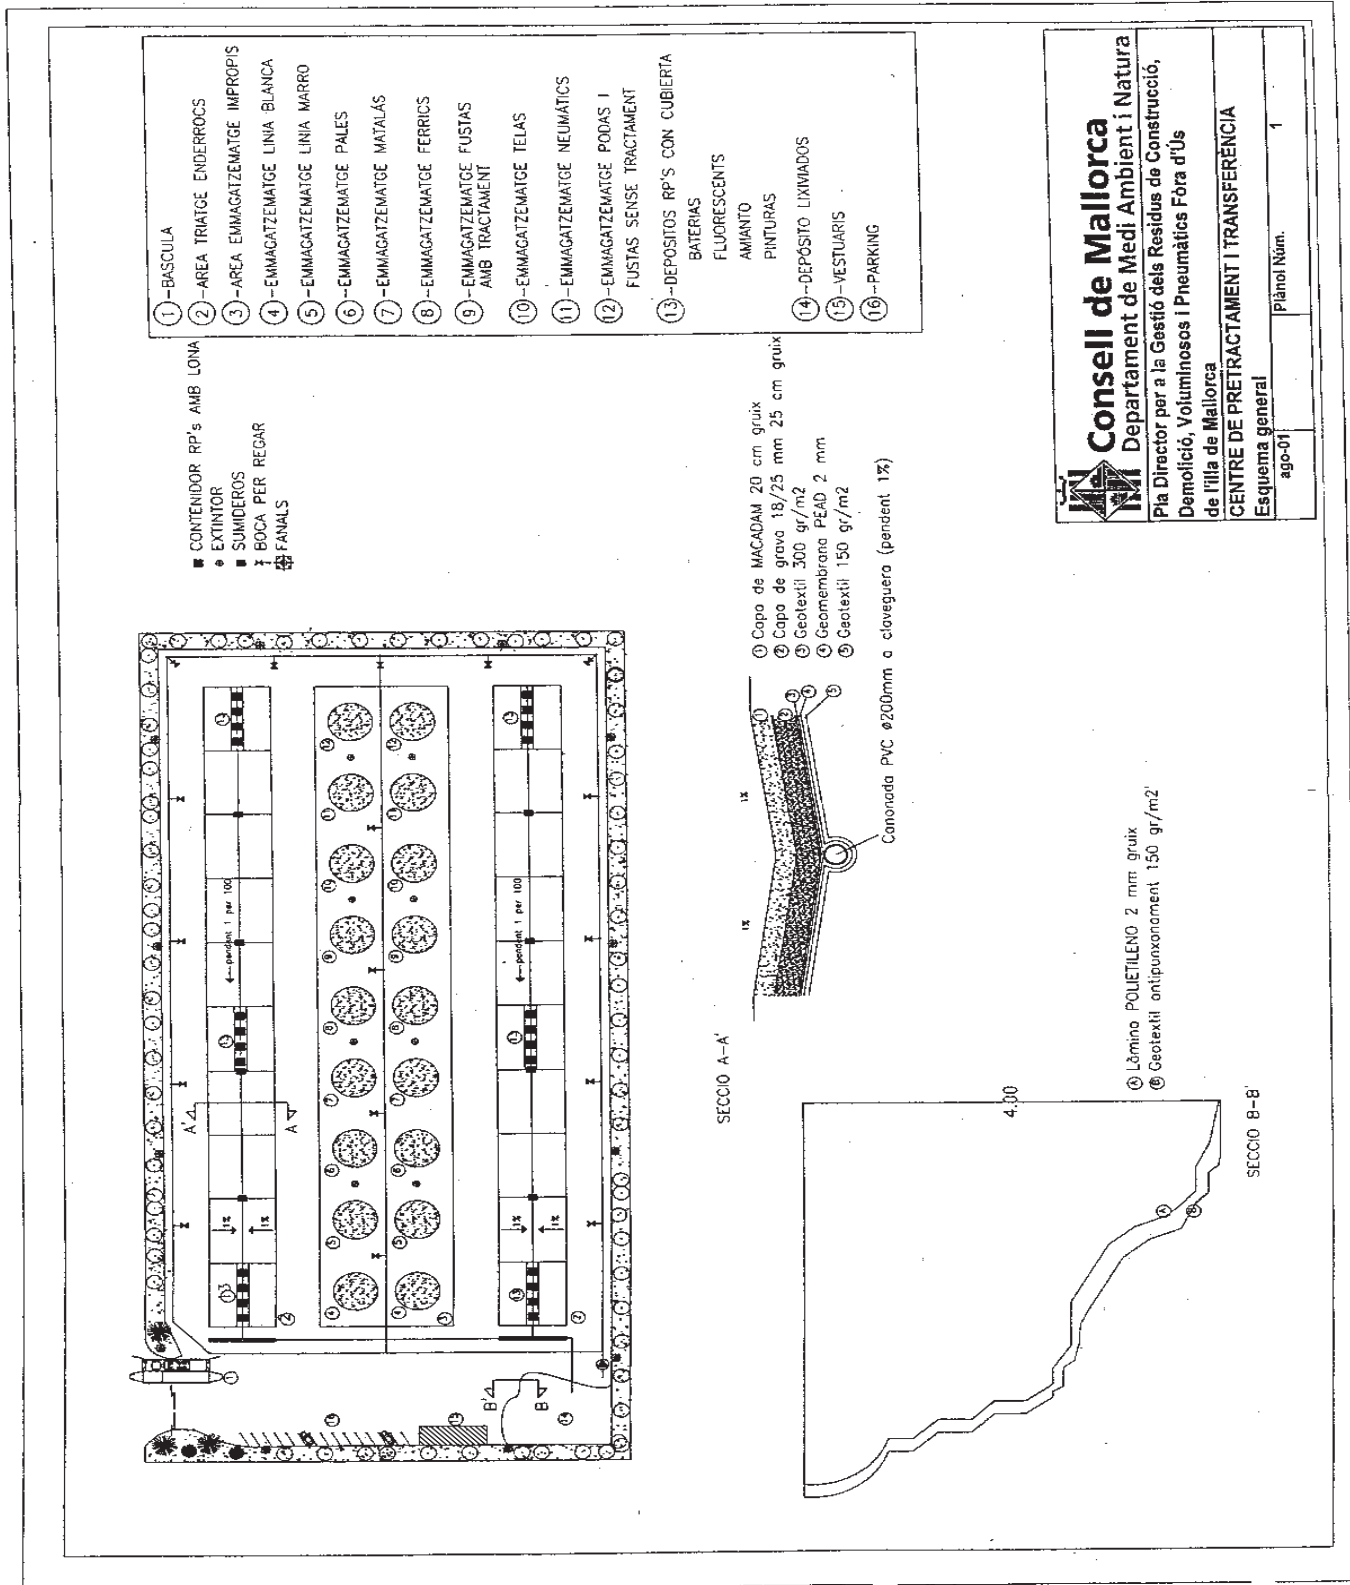 1-BASCULA
2-AREA TRIATGE ENDERROCS
3-AREA EMMAGATZEMATGE IMPROPIS
4-EMMAGATZEMATGE LINIA BLANCA
5-EMMAGATZEMATGE LINIA MARRO
6-EMMAGATZEMATGE PALES
7-EMMAGATZEMATGE MATALÁS
8-EMMAGATZEMATGE FERRICS
9-EMMAGATZEMATGE FUSTAS
AMB TRACTAMENT
10-EMMAGATZEMATGE TELAS
11-EMMAGATZEMATGE NEUMÁTICS
12-EMMAGATZEMATGE PODAS I
FUSTAS SENSE TRACTAMENT
13-DEPOSITOS RP'S CON CUBIERTA
BATERIAS
FLUORESCENTS
AMIANTO
PINTURAS
14-DEPÓSITO LIXIVIADOS
15-VESTUARIS
16-PARKING
CONTENIDOR RP's AMB LONA
EXTINTOR
SUMIDEROS
BOCA PER REGAR
FANALS
pendent 1 per 100
pendent 1 per 100
A'
A
1%
1%
1%
1%
B'
B
1 Capa de MACADAM 20 cm gruix
2 Capa de grava 18/25 mm 25 cm gruix
3 Geotextil 300 gr/m2
4 Geomembrana PEAD 2 mm
5 Geotextil 150 gr/m2
Canonada PVC ø200mm a claveguera (pendent 1%)
1%
1%
SECCIO A-A'
A Làmina POLIETILENO 2 mm gruix
B Geotextil antipunxonament 150 gr/m2'
4.00
A
B
SECCIO B-B'
Consell de Mallorca
Departament de Medi Ambient i Natura
Pla Director per a la Gestió dels Residus de Construcció,
Demolició, Voluminosos i Pneumàtics Fora d'Ús
de l'illa de Mallorca
CENTRE DE PRETRACTAMENT I TRANSFERÈNCIA
Esquema general
ago-01
Plànol Núm.
1